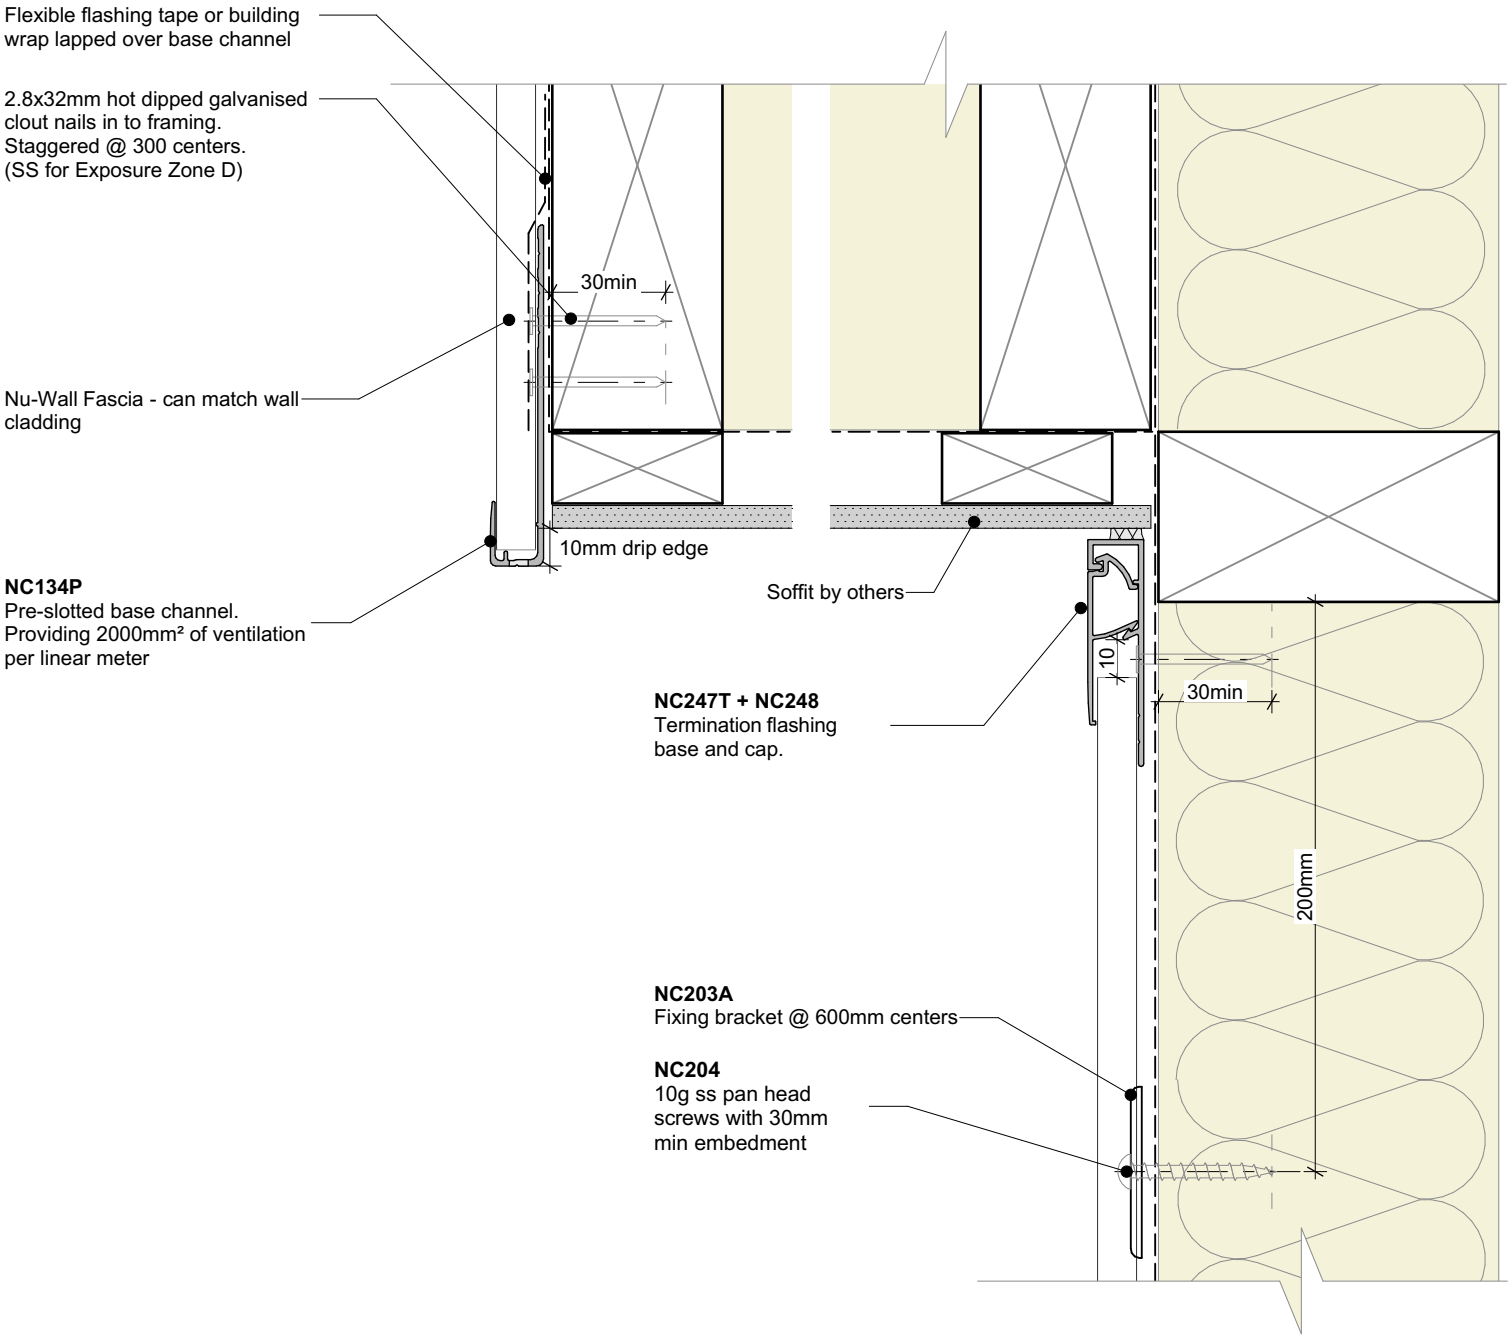 Flexible flashing tape or building
wrap lapped over base channel
2.8x32mm hot dipped galvanised
clout nails in to framing.
Staggered @ 300 centers.
(SS for Exposure Zone D)
30min
Nu-Wall Fascia - can match wall
cladding
10mm drip edge
NC134P
Pre-slotted base channel.
Providing 2000mm² of ventilation
per linear meter
Soffit by others
10
30min
NC247T + NC248
Termination flashing
base and cap.
200mm
NC203A
Fixing bracket @ 600mm centers
NC204
10g ss pan head
screws with 30mm
min embedment